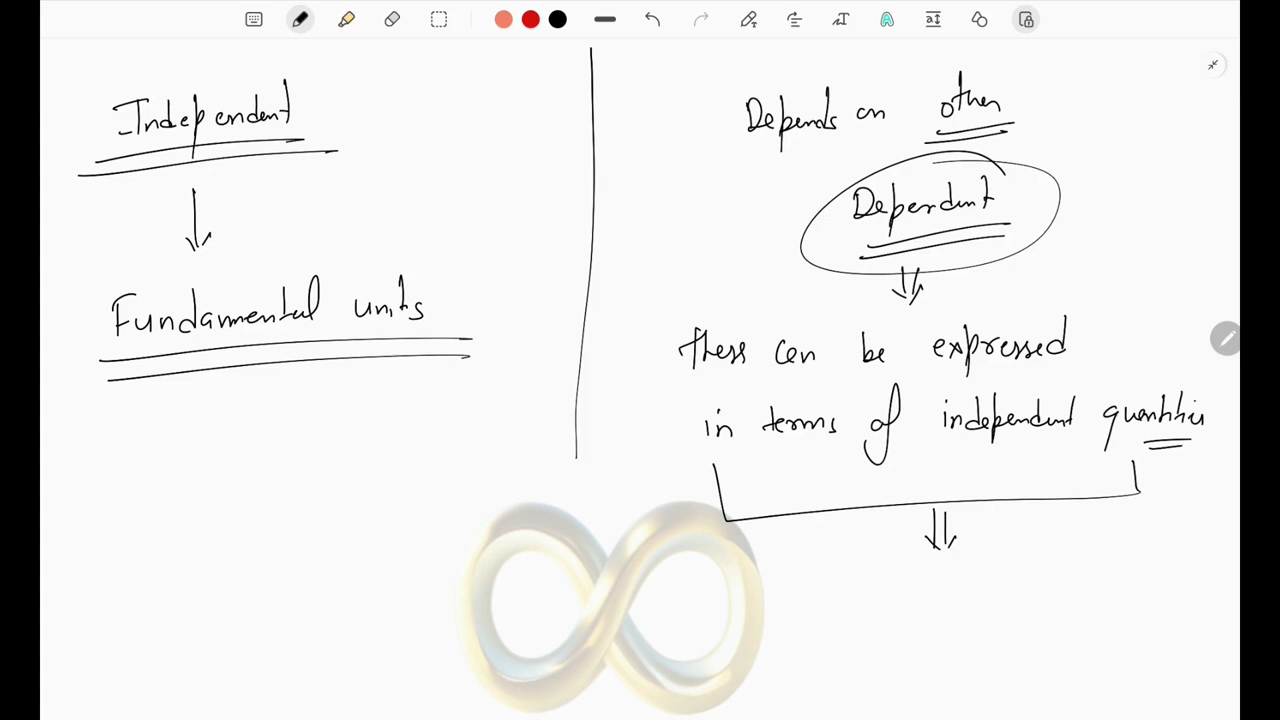 Independent
Fundamental units
Depends on other
Dependent
These can be expressed
in terms of independent quantities